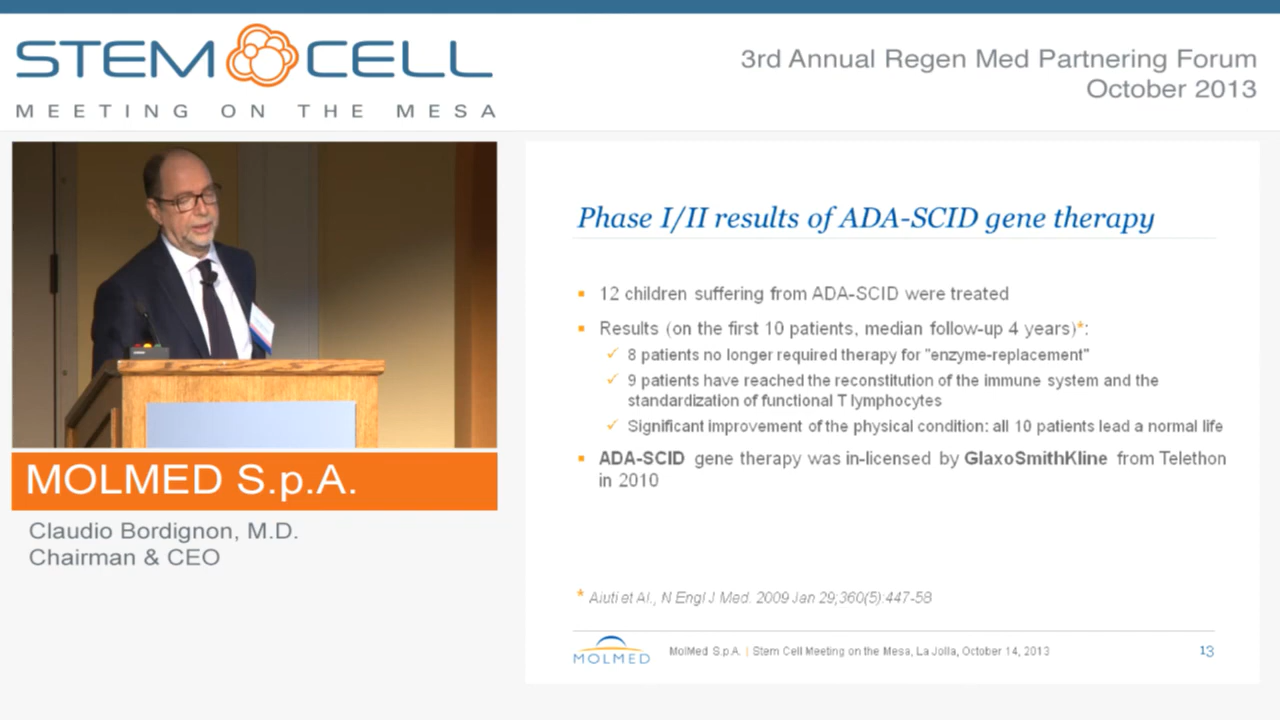 STEM CELL
MEETING ON THE MESA
3rd Annual Regen Med Partnering Forum
October 2013
MOLMED S.p.A.
Claudio Bordignon, M.D.
Chairman & CEO
Phase I/II results of ADA-SCID gene therapy
12 children suffering from ADA-SCID were treated
Results (on the first 10 patients, median follow-up 4 years)*:
8 patients no longer required therapy for "enzyme-replacement"
9 patients have reached the reconstitution of the immune system and the
standardization of functional T lymphocytes
Significant improvement of the physical condition: all 10 patients lead a normal life
ADA-SCID gene therapy was in-licensed by GlaxoSmithKline from Telethon
in 2010
* Aiuti et Al., N Engl J Med. 2009 Jan 29;360(5):447-58
MOLMED
MolMed S.p.A. | Stem Cell Meeting on the Mesa, La Jolla, October 14, 2013
13